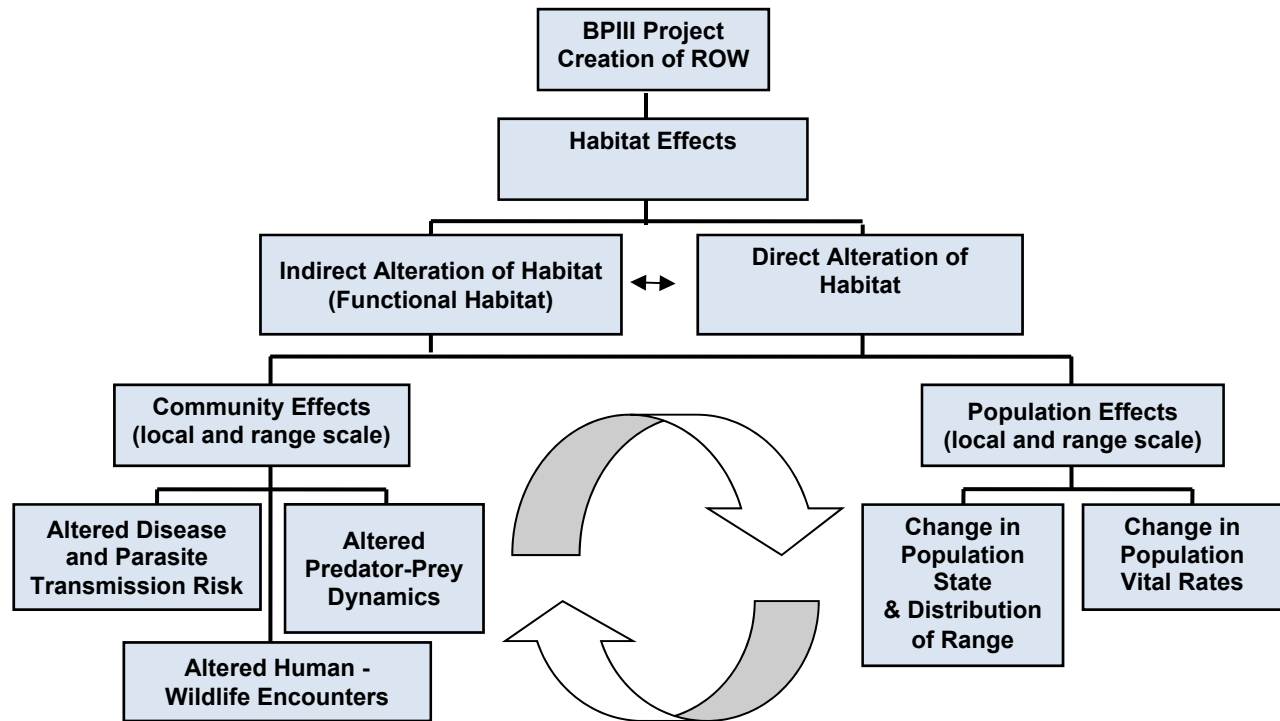 BPIII Project
Creation of ROW
Habitat Effects
Indirect Alteration of Habitat
(Functional Habitat)
Direct Alteration of
Habitat
Community Effects
(local and range scale)
Population Effects
(local and range scale)
Altered Disease
and Parasite
Transmission Risk
Altered
Predator-Prey
Dynamics
Altered Human -
Wildlife Encounters
Change in
Population
State
& Distribution
of Range
Change in
Population
Vital Rates